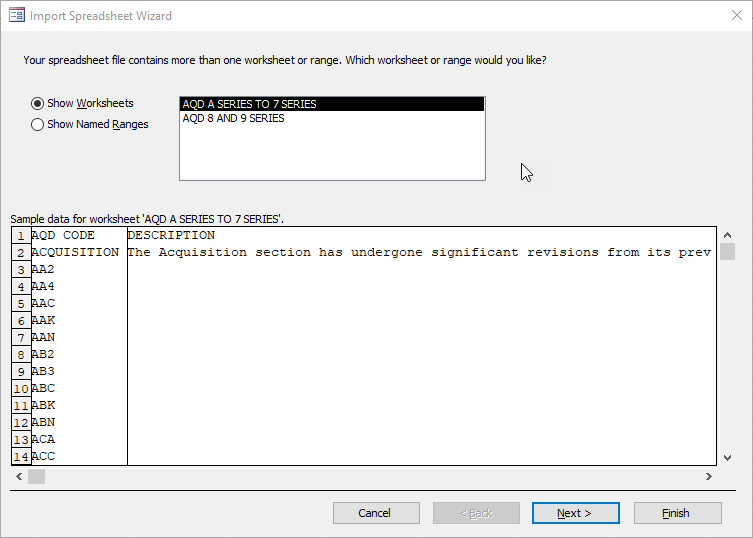 Import Spreadsheet Wizard
Your spreadsheet file contains more than one worksheet or range. Which worksheet or range would you like?
Show Worksheets
Show Named Ranges
AQD A SERIES TO 7 SERIES
AQD 8 AND 9 SERIES
Sample data for worksheet 'AQD A SERIES TO 7 SERIES'.
1 AQD CODE DESCRIPTION
2 ACQUISITION The Acquisition section has undergone significant revisions from its prev
3 AA2
4 AA4
5 AAC
6 AAK
7 AAN
8 AB2
9 AB3
10 ABC
11 ABK
12 ABN
13 ACA
14 ACC
Cancel < Back Next > Finish